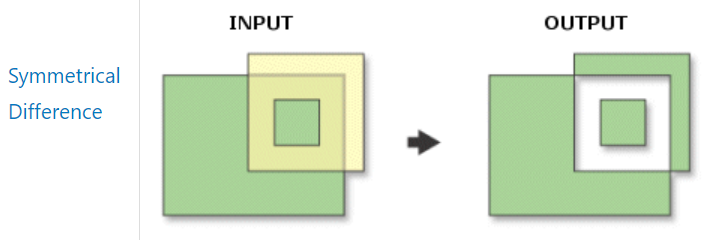 INPUT
OUTPUT
Symmetrical
Difference